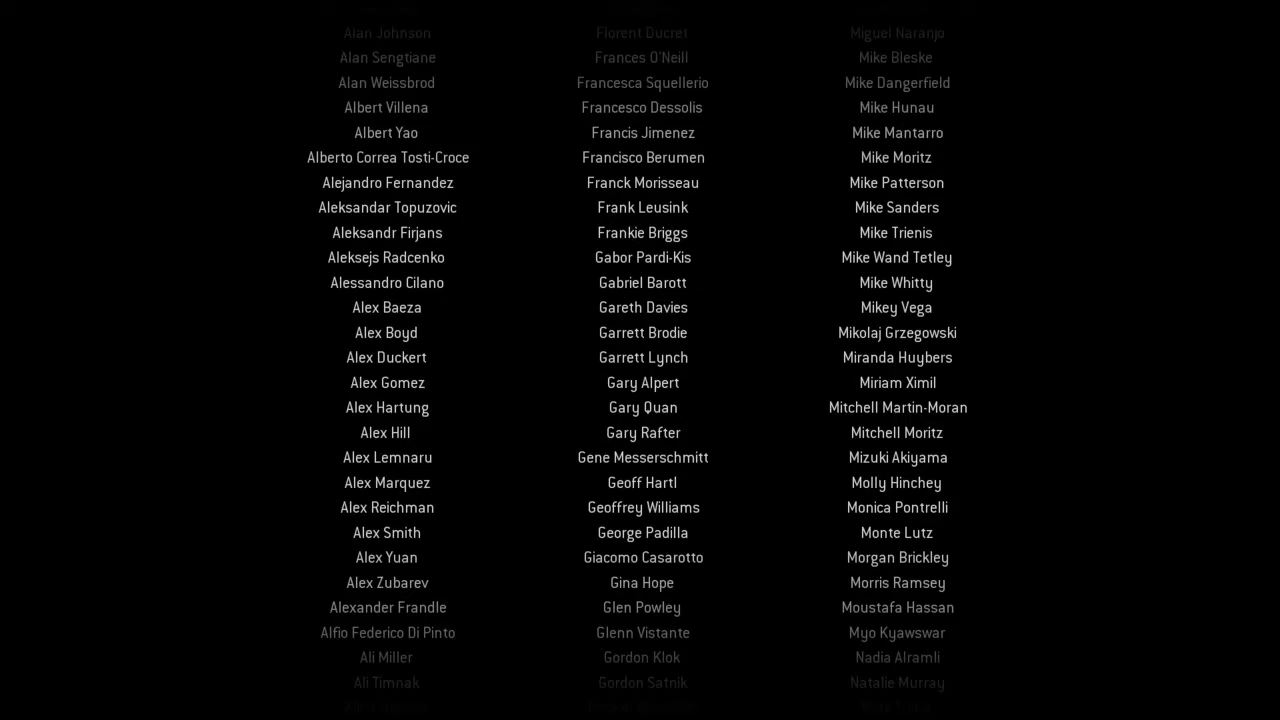 Alan Johnson
Alan Sengtiane
Alan Weissbrod
Albert Villena
Albert Yao
Alberto Correa Tosti-Croce
Alejandro Fernandez
Aleksandar Topuzovic
Aleksandr Firjans
Aleksejs Radcenko
Alessandro Cilano
Alex Baeza
Alex Boyd
Alex Duckert
Alex Gomez
Alex Hartung
Alex Hill
Alex Lemnaru
Alex Marquez
Alex Reichman
Alex Smith
Alex Yuan
Alex Zubarev
Alexander Frandle
Alfio Federico Di Pinto
Ali Miller
Ali Timnak
Florent Ducret
Frances O'Neill
Francesca Squellerio
Francesco Dessolis
Francis Jimenez
Francisco Berumen
Franck Morisseau
Frank Leusink
Frankie Briggs
Gabor Pardi-Kis
Gabriel Barott
Gareth Davies
Garrett Brodie
Garrett Lynch
Gary Alpert
Gary Quan
Gary Rafter
Gene Messerschmitt
Geoff Hartl
Geoffrey Williams
George Padilla
Giacomo Casarotto
Gina Hope
Glen Powley
Glenn Vistante
Gordon Klok
Gordon Satnik
Miguel Naranjo
Mike Bleske
Mike Dangerfield
Mike Hunau
Mike Mantarro
Mike Moritz
Mike Patterson
Mike Sanders
Mike Trienis
Mike Wand Tetley
Mike Whitty
Mikey Vega
Mikolaj Grzegowski
Miranda Huybers
Miriam Ximil
Mitchell Martin-Moran
Mitchell Moritz
Mizuki Akiyama
Molly Hinchey
Monica Pontrelli
Monte Lutz
Morgan Brickley
Morris Ramsey
Moustafa Hassan
Myo Kyawswar
Nadia Alramli
Natalie Murray